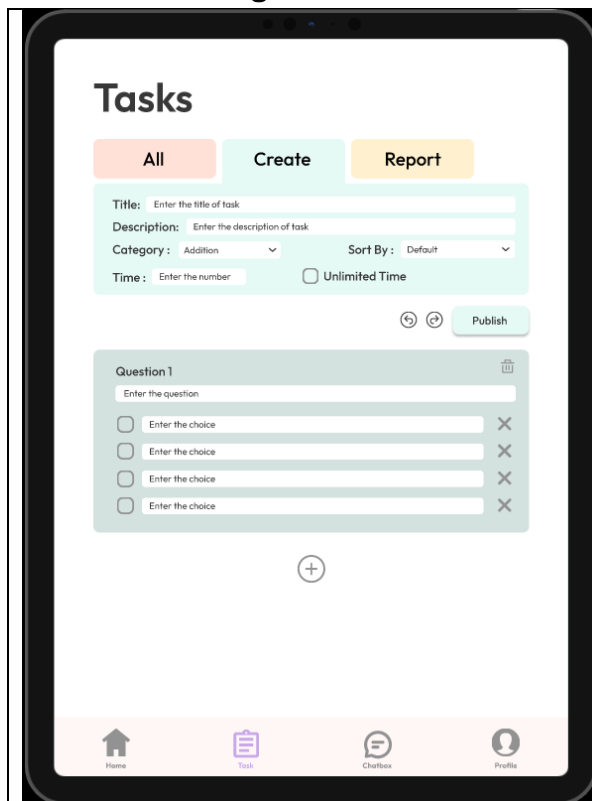 Tasks
All Create Report
Title: Enter the title of task
Description: Enter the description of task
Category : Addition Sort By : Default
Time : Enter the number Unlimited Time
Publish
Question 1
Enter the question
Enter the choice
Enter the choice
Enter the choice
Enter the choice
Home Task Chatbox Profile